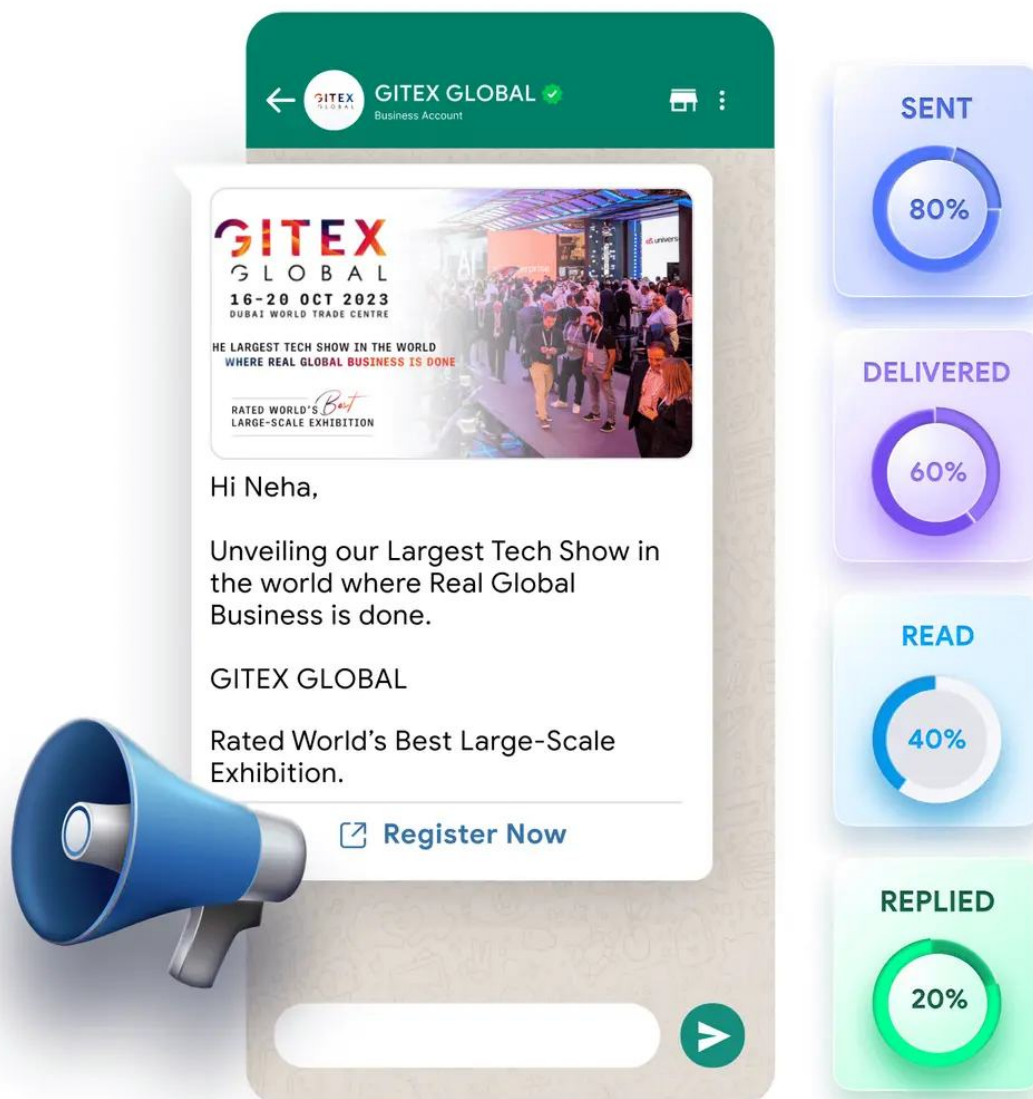 GITEX
GLOBAL
GITEX GLOBAL
Business Account
GITEX
GLOBAL
16-20 OCT 2023
DUBAI WORLD TRADE CENTRE
HE LARGEST TECH SHOW IN THE WORLD
WHERE REAL GLOBAL BUSINESS IS DONE
RATED WORLD'S Best
LARGE-SCALE EXHIBITION
Hi Neha,
Unveiling our Largest Tech Show in
the world where Real Global
Business is done.
GITEX GLOBAL
Rated World's Best Large-Scale
Exhibition.
Register Now
SENT
80%
DELIVERED
60%
READ
40%
REPLIED
20%